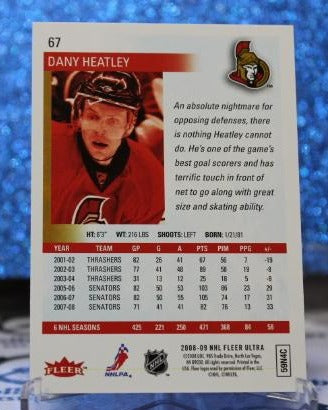 67
DANY HEATLEY
An absolute nightmare for
opposing defenses, there
is nothing Heatley cannot
do. He's one of the game's
best goal scorers and has
terrific touch in front of
net to go along with great
size and skating ability.
HT: 6'3" WT: 216 LBS SHOOTS: LEFT BORN: 1/21/81
YEAR TEAM GP G A PTS PIM PPG +/-
2001-02 THRASHERS 82 26 41 67 56 7 -19
2002-03 THRASHERS 77 41 48 89 58 19 -8
2003-04 THRASHERS 31 13 12 25 18 5 -8
2005-06 SENATORS 82 50 53 103 86 23 29
2006-07 SENATORS 82 50 55 105 74 17 31
2007-08 SENATORS 71 41 41 82 76 13 33
6 NHL SEASONS 425 221 250 471 368 84 58
FLEER
NHLPA
NHL
2008-09 NHL FLEER ULTRA
59N4C